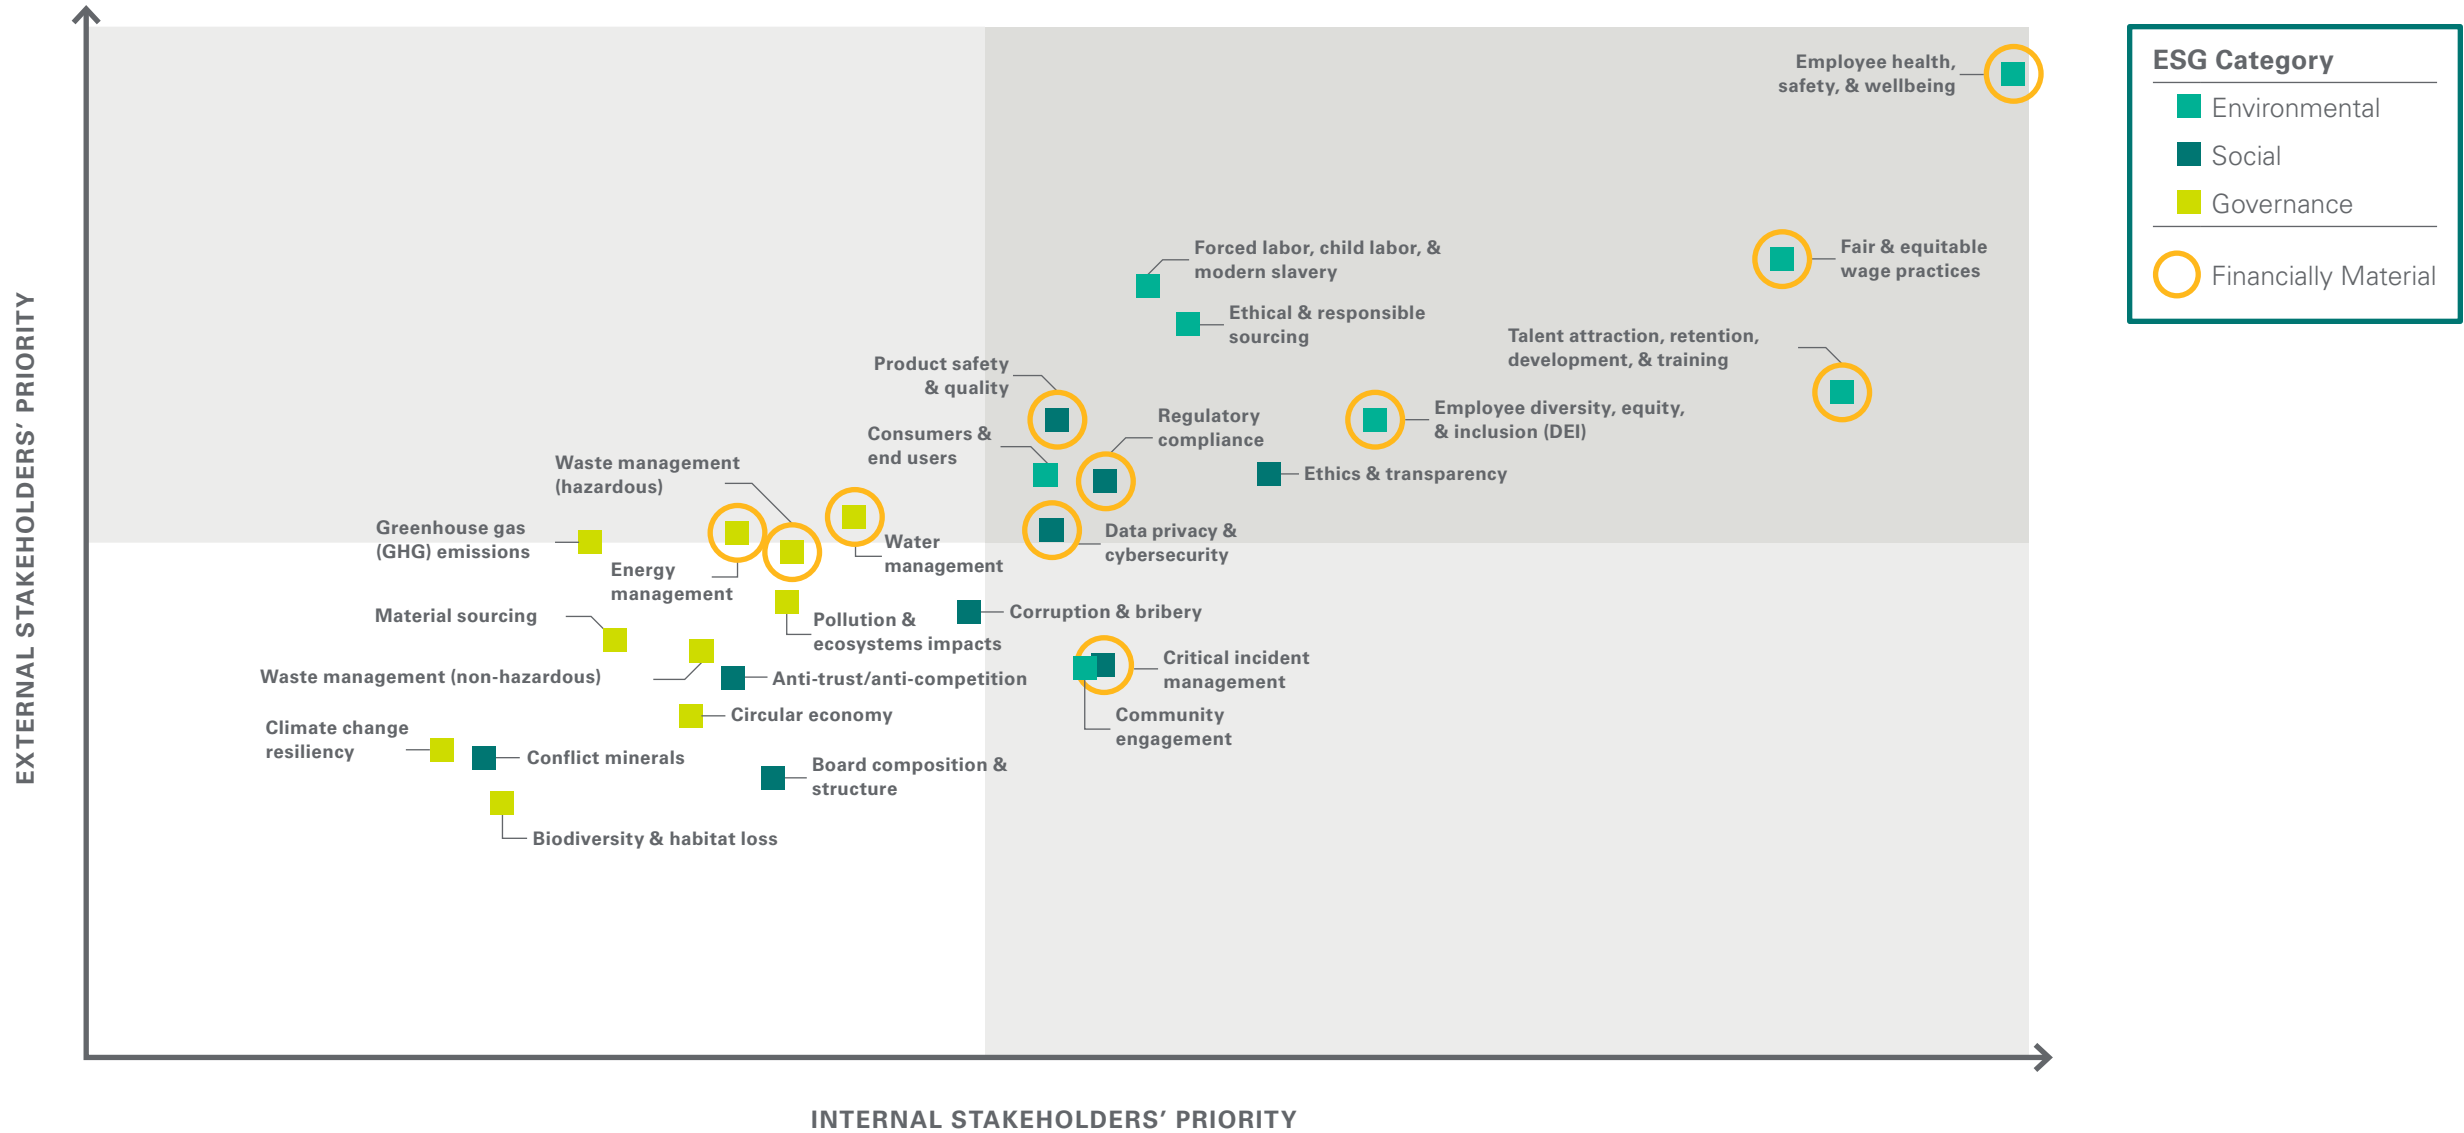 Employee health,
safety, & wellbeing
ESG Category
Environmental
Social
Governance
Financially Material
Forced labor, child labor, &
modern slavery
Fair & equitable
wage practices
Ethical & responsible
sourcing
Talent attraction, retention,
development, & training
Product safety
& quality
Employee diversity, equity,
& inclusion (DEI)
Regulatory
compliance
Consumers &
end users
Waste management
(hazardous)
Ethics & transparency
Greenhouse gas
(GHG) emissions
Data privacy &
cybersecurity
Water
management
Energy
management
Material sourcing
Pollution &
ecosystems impacts
Corruption & bribery
Waste management (non-hazardous)
Anti-trust/anti-competition
Critical incident
management
Circular economy
Community
engagement
Climate change
resiliency
Conflict minerals
Board composition &
structure
Biodiversity & habitat loss
EXTERNAL STAKEHOLDERS’ PRIORITY
INTERNAL STAKEHOLDERS’ PRIORITY